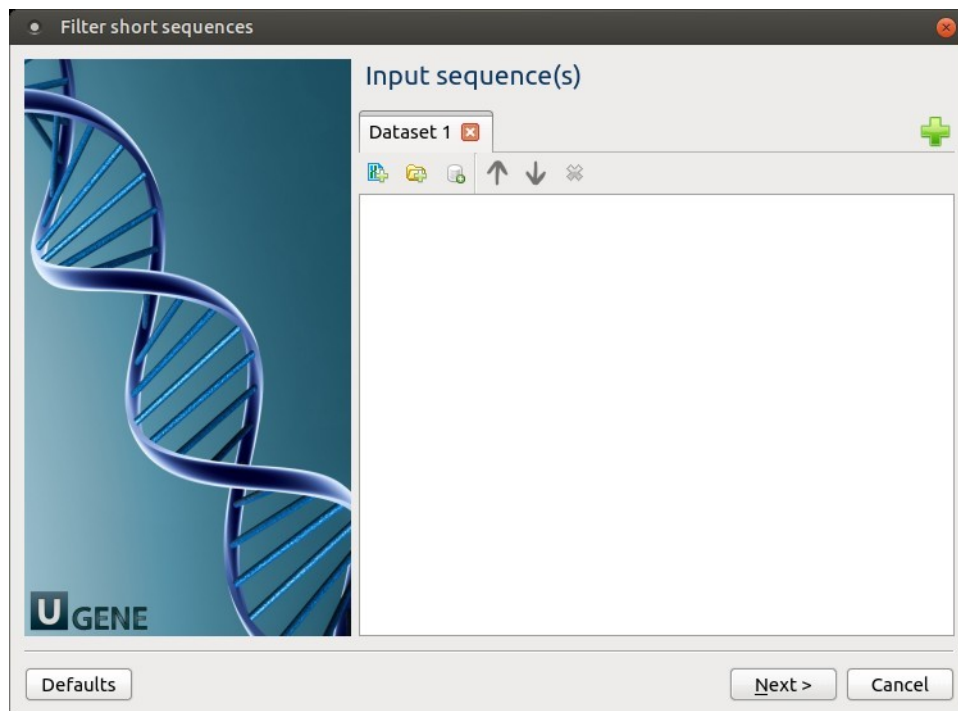 Filter short sequences
Input sequence(s)
Dataset 1
UGENE
Defaults
Next >
Cancel